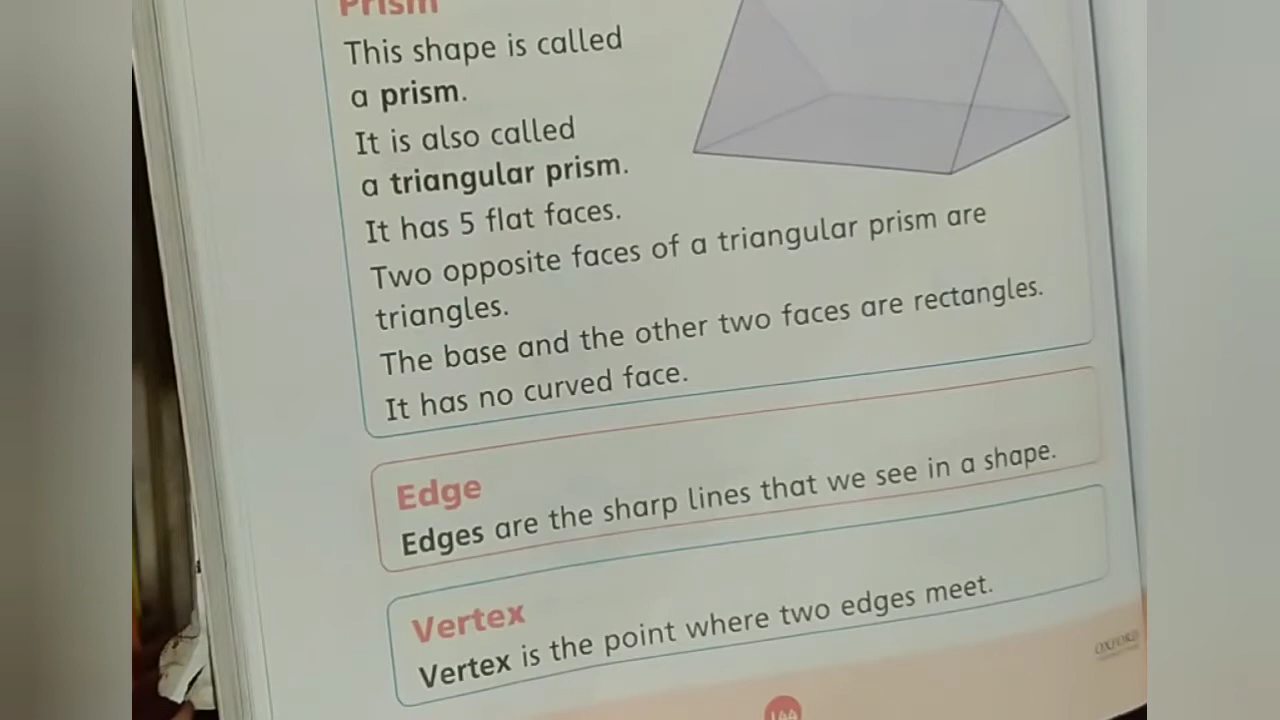 Prism
This shape is called
a prism.
It is also called
a triangular prism.
It has 5 flat faces.
Two opposite faces of a triangular prism are
triangles.
The base and the other two faces are rectangles.
It has no curved face.
Edge
Edges are the sharp lines that we see in a shape.
Vertex
Vertex is the point where two edges meet.
OXFORD